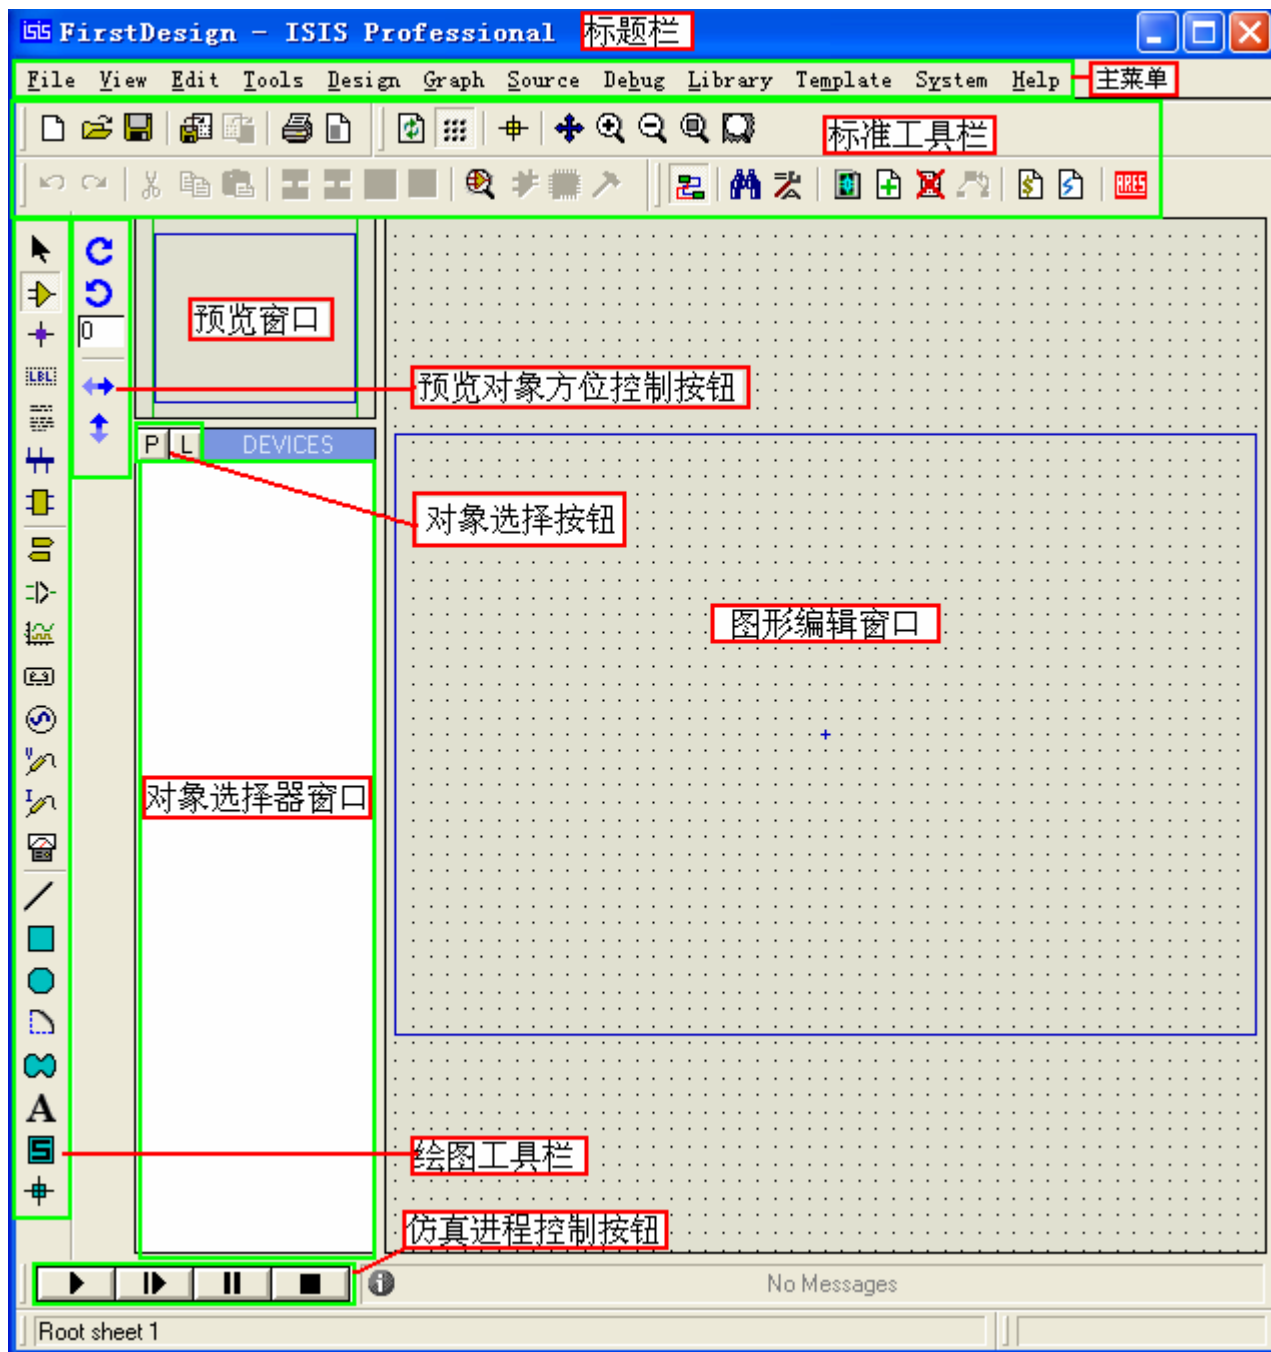 isis FirstDesign - ISIS Professional 标题栏
File View Edit Tools Design Graph Source Debug Library Template System Help 主菜单
标准工具栏
ARES
预览窗口
0
LBL
预览对象方位控制按钮
P L DEVICES
对象选择按钮
图形编辑窗口
对象选择器窗口
A
绘图工具栏
仿真进程控制按钮
No Messages
Root sheet 1